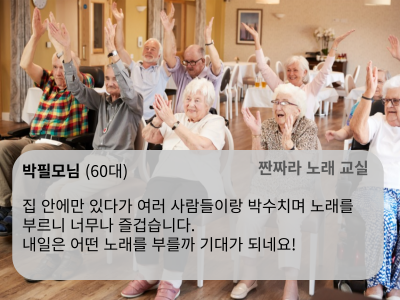 박필모님 (60대)
짠짜라 노래 교실
집 안에만 있다가 여러 사람들이랑 박수치며 노래를
부르니 너무나 즐겁습니다.
내일은 어떤 노래를 부를까 기대가 되네요!